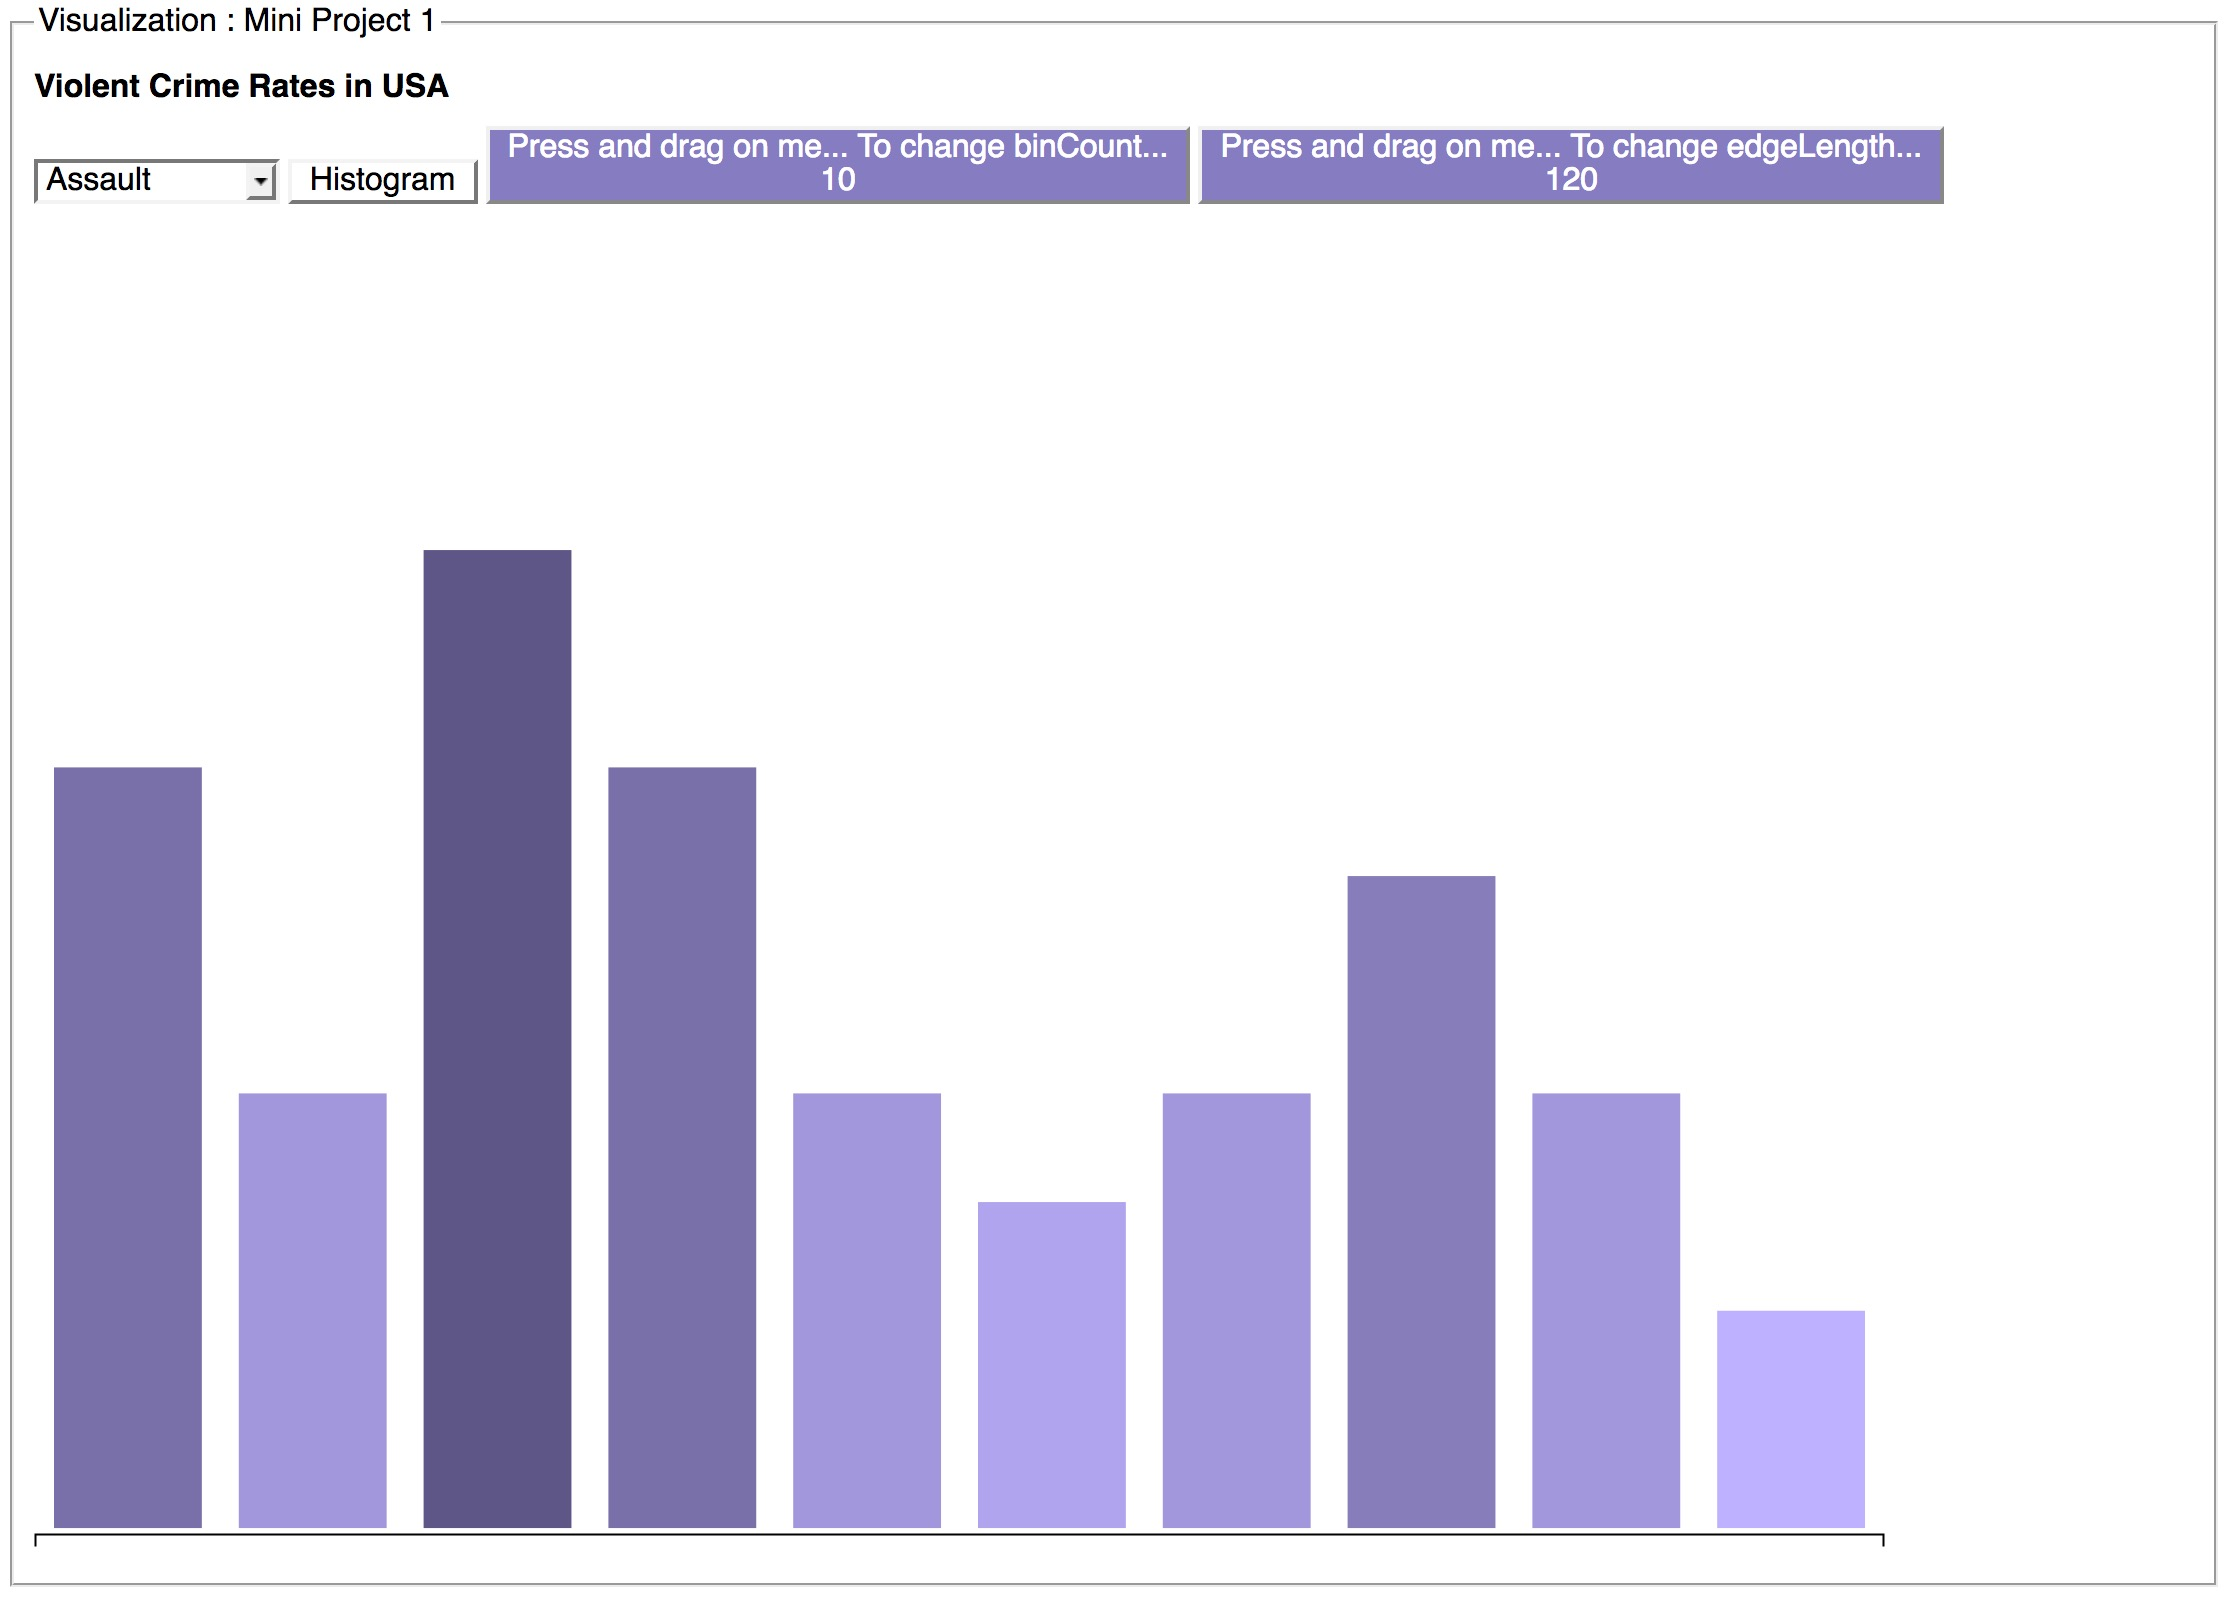 Visualization : Mini Project 1
Violent Crime Rates in USA
Assault
Histogram
Press and drag on me... To change binCount...
10
Press and drag on me... To change edgeLength...
120